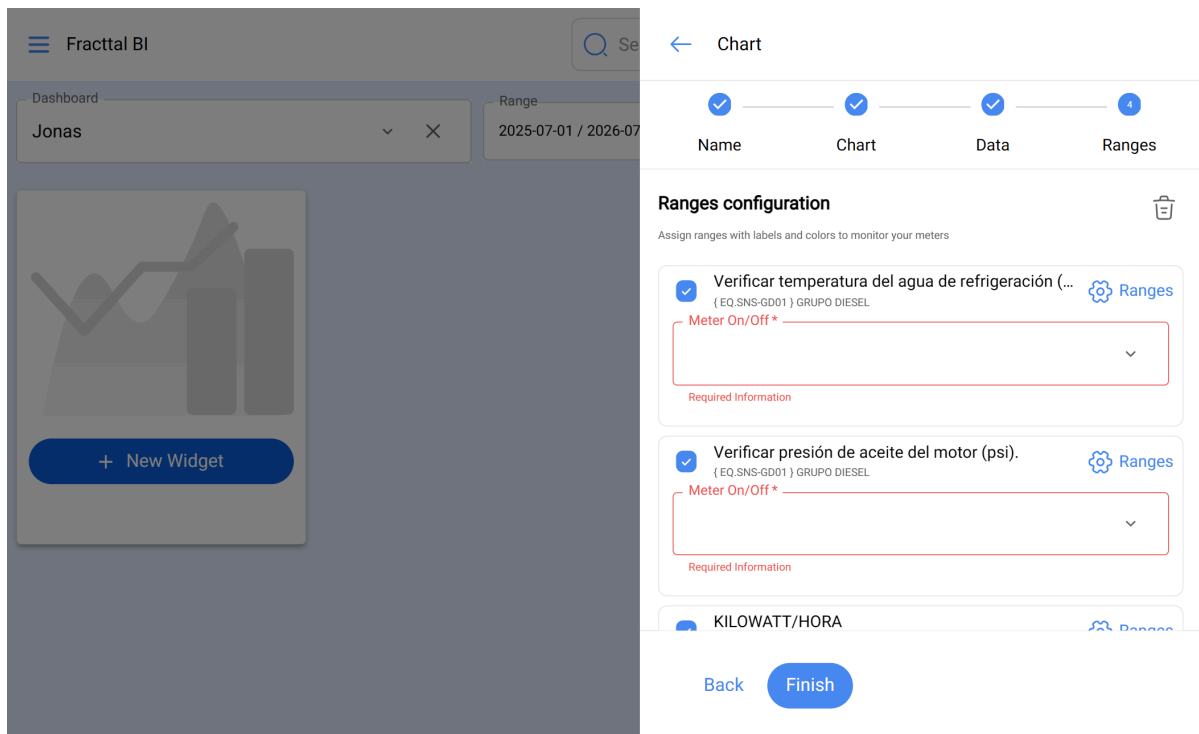 Fracttal BI
Se
Dashboard
Jonas
Range
2025-07-01 / 2026-07
New Widget
Chart
4
Name
Chart
Data
Ranges
Ranges configuration
Assign ranges with labels and colors to monitor your meters
Verificar temperatura del agua de refrigeración (...
{ EQ.SNS-GD01 } GRUPO DIESEL
Ranges
Meter On/Off *
Required Information
Verificar presión de aceite del motor (psi).
{ EQ.SNS-GD01 } GRUPO DIESEL
Ranges
Meter On/Off *
Required Information
KILOWATT/HORA
Ranges
Back
Finish